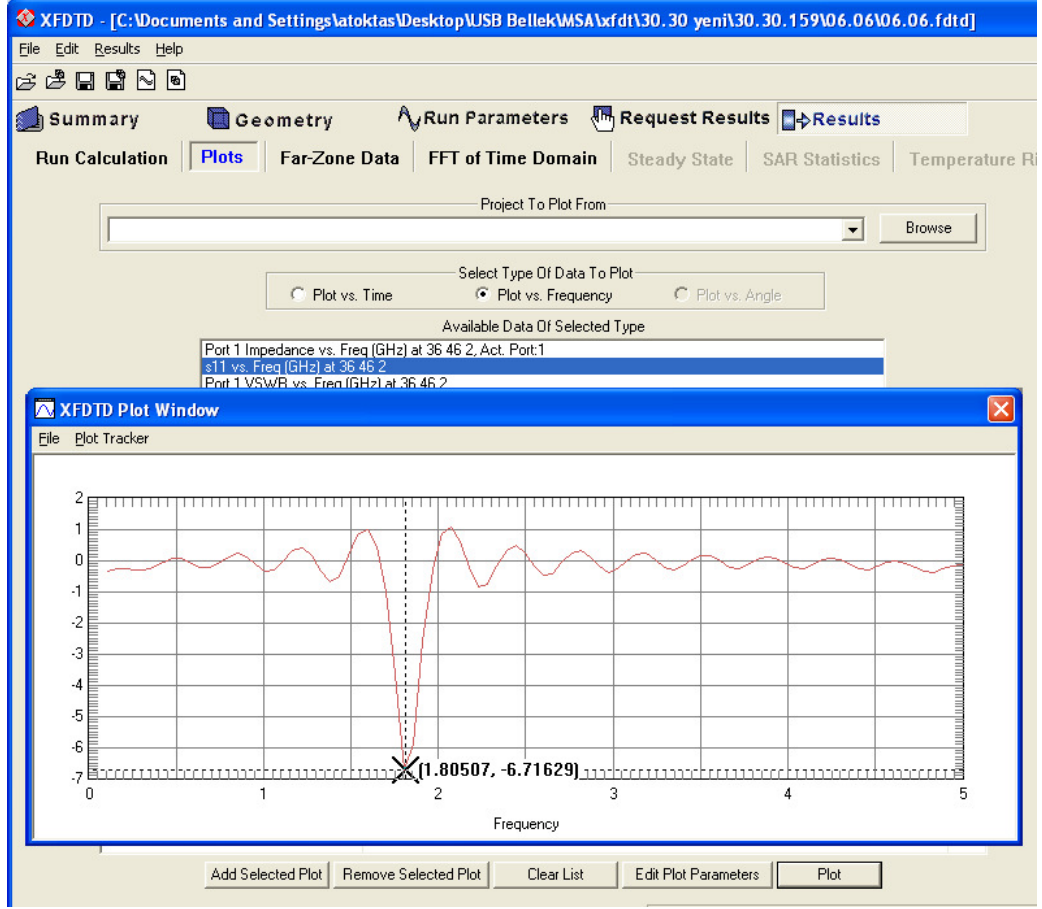 XFDTD - [C:\Documents and Settings\atoktas\Desktop\USB Bellek\MSA\xfdt\30.30 yeni\30.30.159\06.06\06.06.fdtd]
File Edit Results Help
Summary Geometry Run Parameters Request Results Results
Run Calculation Plots Far-Zone Data FFT of Time Domain Steady State SAR Statistics Temperature Ri
Project To Plot From
Browse
Select Type Of Data To Plot
Plot vs. Time Plot vs. Frequency Plot vs. Angle
Available Data Of Selected Type
Port 1 Impedance vs. Freq (GHz) at 36 46 2, Act. Port:1
s11 vs. Freq (GHz) at 36 46 2
Port 1 VSWR vs. Freq (GHz) at 36 46 2
XFDTD Plot Window
File Plot Tracker
2
1
0
-1
-2
-3
-4
-5
-6
-7
(1.80507, -6.71629)
0 1 2 3 4 5
Frequency
Add Selected Plot Remove Selected Plot Clear List Edit Plot Parameters Plot